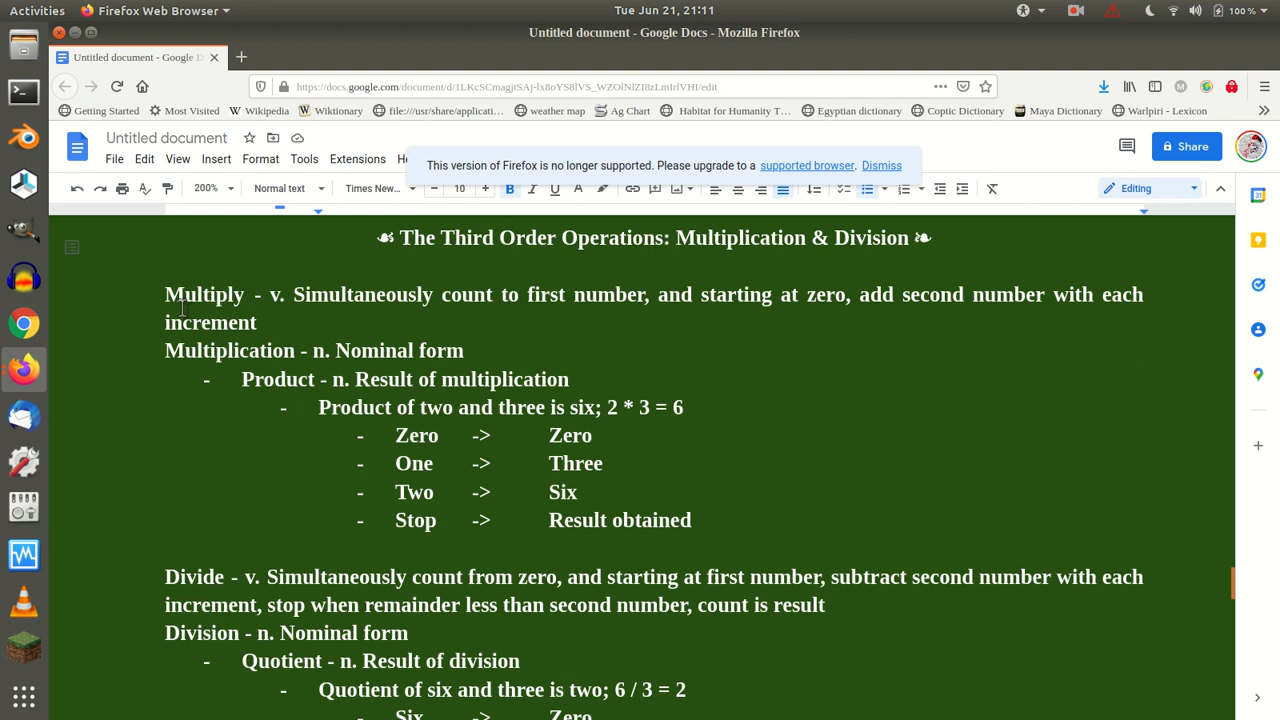 Activities Firefox Web Browser Tue Jun 21, 21:11 100 %
Untitled document - Google Docs - Mozilla Firefox
Untitled document - Google D
https://docs.google.com/document/d/
Getting Started Most Visited Wikipedia Wiktionary file:///usr/share/applicati… weather map Ag Chart Habitat for Humanity T… Egyptian dictionary Coptic Dictionary Maya Dictionary Warlpiri - Lexicon
Untitled document
Share
File Edit View Insert Format Tools Extensions
This version of Firefox is no longer supported. Please upgrade to a supported browser. Dismiss
200% Normal text Times New... 10 B I U A Editing
☙ The Third Order Operations: Multiplication & Division ❧
Multiply - v. Simultaneously count to first number, and starting at zero, add second number with each
increment
Multiplication - n. Nominal form
- Product - n. Result of multiplication
- Product of two and three is six; 2 * 3 = 6
- Zero -> Zero
- One -> Three
- Two -> Six
- Stop -> Result obtained
Divide - v. Simultaneously count from zero, and starting at first number, subtract second number with each
increment, stop when remainder less than second number, count is result
Division - n. Nominal form
- Quotient - n. Result of division
- Quotient of six and three is two; 6 / 3 = 2
- Six -> Zero